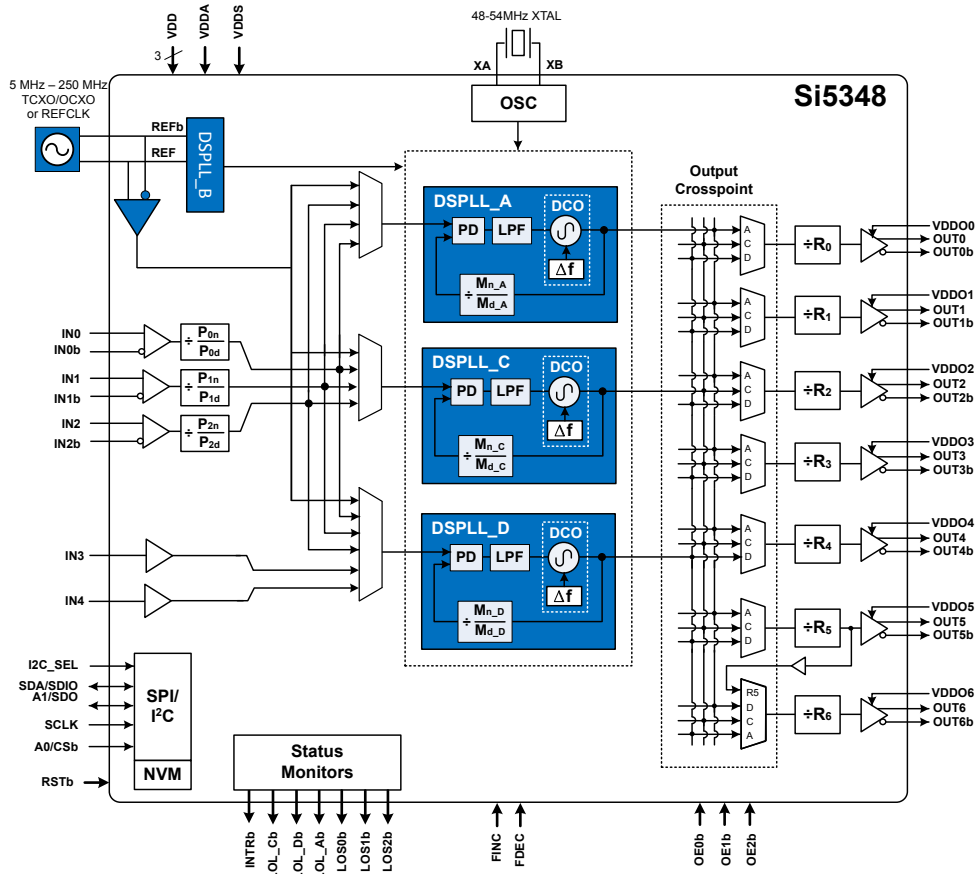 VDD
VDDA
VDDS
3
48-54MHz XTAL
XA
XB
OSC
Si5348
5 MHz – 250 MHz
TCXO/OCXO
or REFCLK
REFb
REF
DSPLL_B
Output
Crosspoint
DSPLL_A
DCO
PD
LPF
Δf
÷ Mn_A
Md_A
DSPLL_C
DCO
PD
LPF
Δf
÷ Mn_C
Md_C
DSPLL_D
DCO
PD
LPF
Δf
÷ Mn_D
Md_D
IN0
IN0b
÷ P0n
P0d
IN1
IN1b
÷ P1n
P1d
IN2
IN2b
÷ P2n
P2d
IN3
IN4
A
C
D
÷R0
VDDO0
OUT0
OUT0b
A
C
D
÷R1
VDDO1
OUT1
OUT1b
A
C
D
÷R2
VDDO2
OUT2
OUT2b
A
C
D
÷R3
VDDO3
OUT3
OUT3b
A
C
D
÷R4
VDDO4
OUT4
OUT4b
A
C
D
÷R5
VDDO5
OUT5
OUT5b
R5
D
C
A
÷R6
VDDO6
OUT6
OUT6b
I2C_SEL
SDA/SDIO
A1/SDO
SCLK
A0/CSb
RSTb
SPI/
I²C
NVM
Status
Monitors
INTRb
LOL_Cb
LOL_Db
LOL_Ab
LOS0b
LOS1b
LOS2b
FINC
FDEC
OE0b
OE1b
OE2b